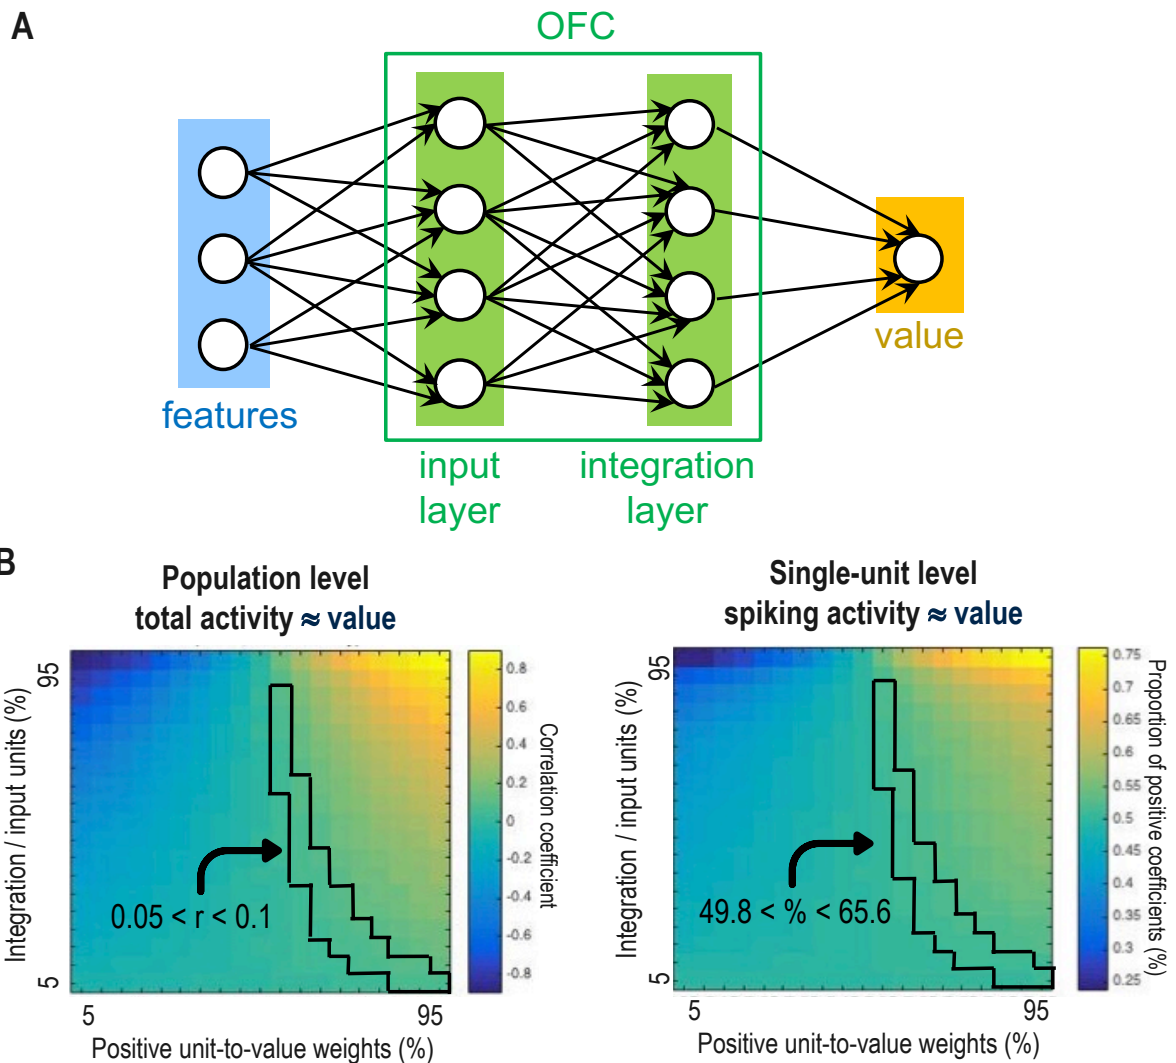 A
OFC
features
input
layer
integration
layer
value
B
Population level
total activity ≈ value
Integration / input units (%)
95
5
0.05 < r < 0.1
5
95
Positive unit-to-value weights (%)
0.8
0.6
0.4
0.2
0
-0.2
-0.4
-0.6
-0.8
Correlation coefficient
Single-unit level
spiking activity ≈ value
Integration / input units (%)
95
5
49.8 < % < 65.6
5
95
Positive unit-to-value weights (%)
0.75
0.7
0.65
0.6
0.55
0.5
0.45
0.4
0.35
0.3
0.25
Proportion of positive coefficients (%)